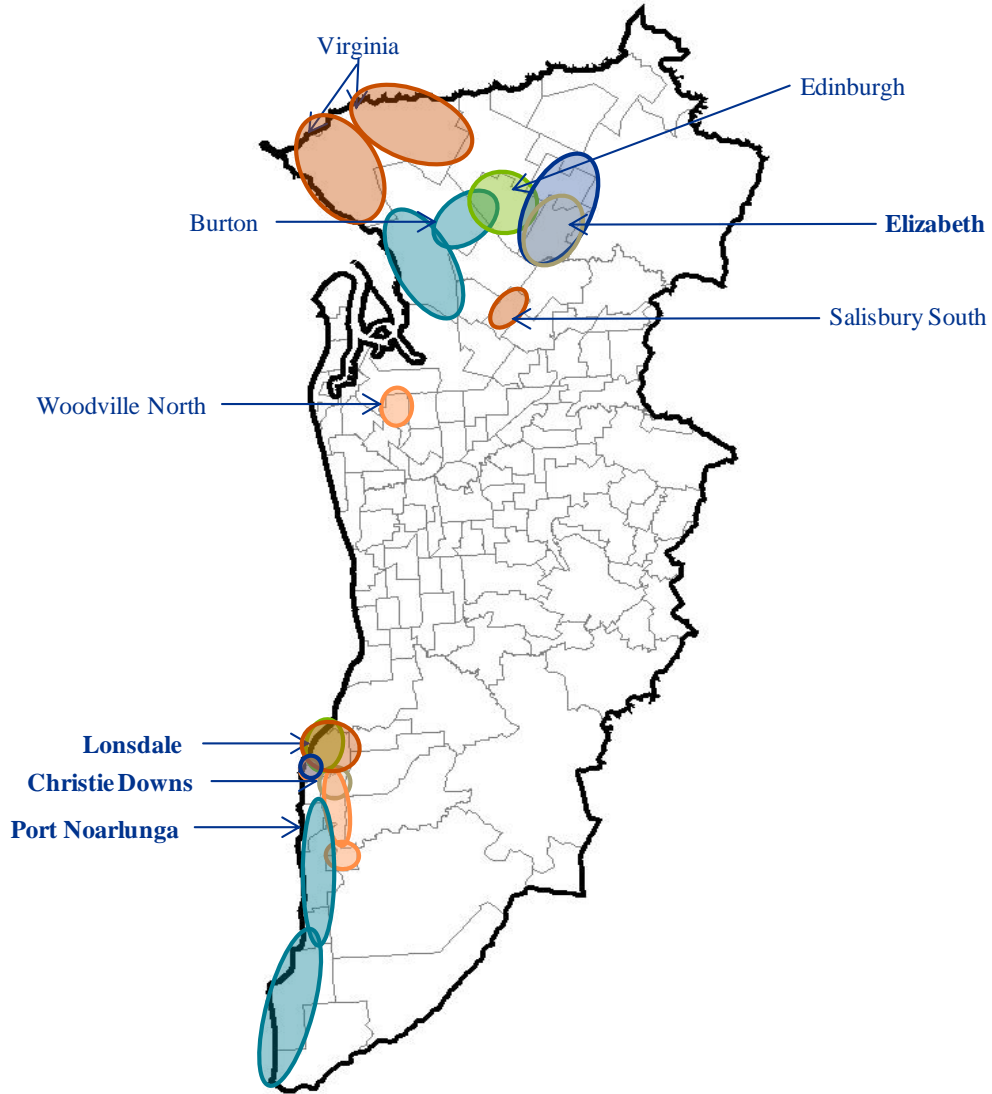 Virginia
Edinburgh
Burton
Elizabeth
Salisbury South
Woodville North
Lonsdale
Christie Downs
Port Noarlunga